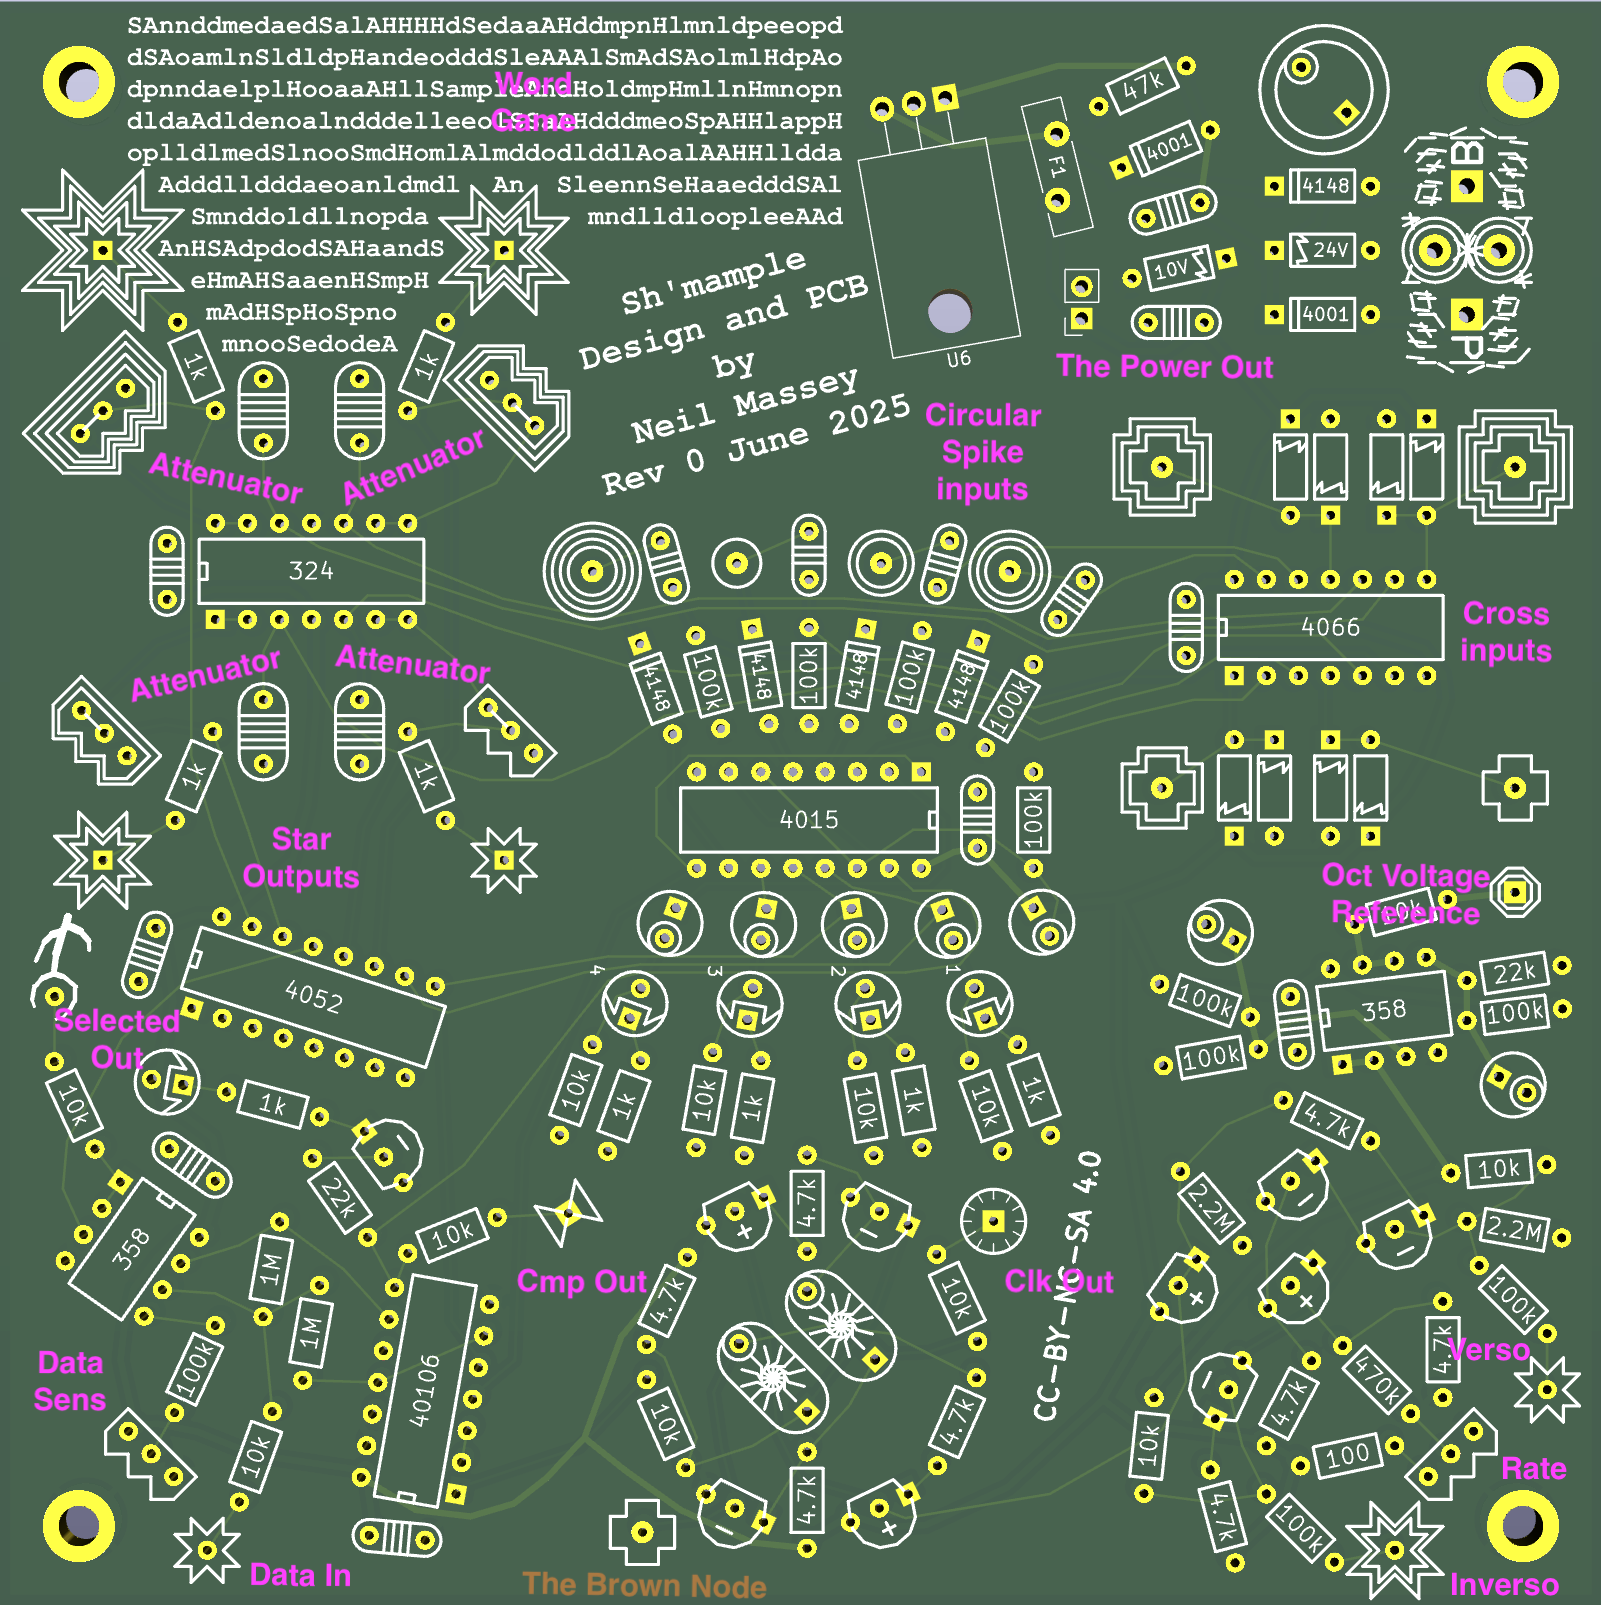 SAnnddmedaedSalAHHHHdSedaaAHddmpnHlmnldpeeopd
dSAoamlnSldldpHandeodddSleAAAlSmAdSAolmlHdpAo
Word
Game
Adddlldddaeoanldmdl An SleennSeHaaedddSAl
Smnddoldllnopda mndlldloopleeAAd
AnHSAdpdodSAHaandS
eHmAHSaaenHSmpH
mAdHSpHoSpno
mnooSedodeA
Sh'mample
Design and PCB
by
Neil Massey
Rev 0 June 2025
47k
4001
F1
10V
U6
B
4148
24V
4001
P
The Power Out
1k
1k
Attenuator
Attenuator
Circular
Spike
inputs
324
4066
Cross
inputs
Attenuator
Attenuator
4148
100k
4148
100k
4148
100k
4148
100k
1k
1k
4015
100k
Star
Outputs
Oct Voltage
Reference
4052
Selected
Out
4
3
2
1
100k
358
22k
100k
100k
10k
1k
22k
10k
1k
10k
1k
10k
1k
10k
1k
4.7k
10k
2.2M
2.2M
358
10k
1M
1M
Cmp Out
4.7k
4.7k
10k
Clk Out
CC-BY-NC-SA 4.0
100k
4.7k
Verso
Data
Sens
100k
40106
10k
4.7k
10k
4.7k
470k
10k
100
Rate
4.7k
4.7k
100k
Data In
The Brown Node
Inverso